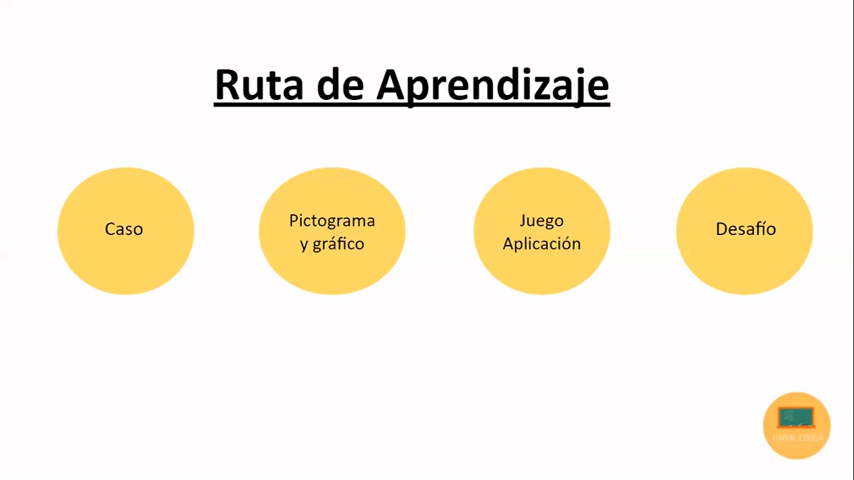 Ruta de Aprendizaje
Caso
Pictograma
y gráfico
Juego
Aplicación
Desafío